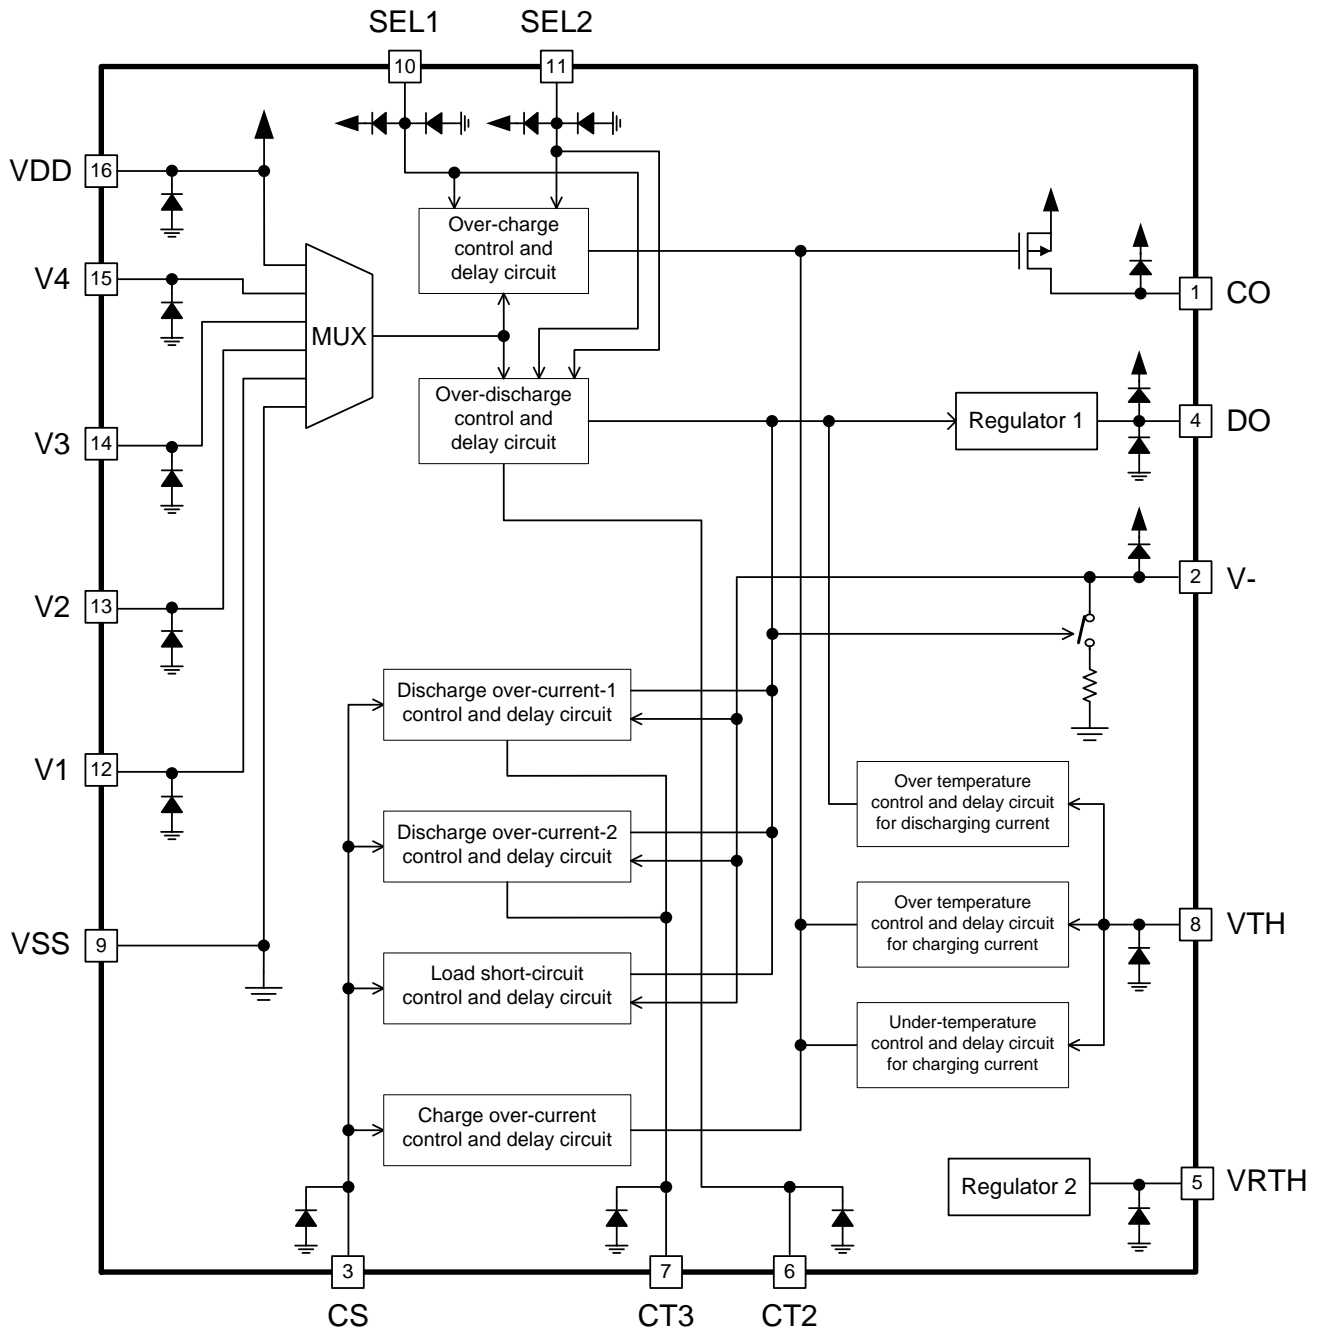 SEL1
SEL2
10
11
VDD
16
Over-charge
control and
delay circuit
V4
15
1
CO
MUX
Over-discharge
control and
delay circuit
Regulator 1
4
DO
V3
14
2
V-
V2
13
Discharge over-current-1
control and delay circuit
V1
12
Over temperature
control and delay circuit
for discharging current
Discharge over-current-2
control and delay circuit
Over temperature
control and delay circuit
for charging current
8
VTH
VSS
9
Load short-circuit
control and delay circuit
Under-temperature
control and delay circuit
for charging current
Charge over-current
control and delay circuit
Regulator 2
5
VRTH
3
7
6
CS
CT3
CT2